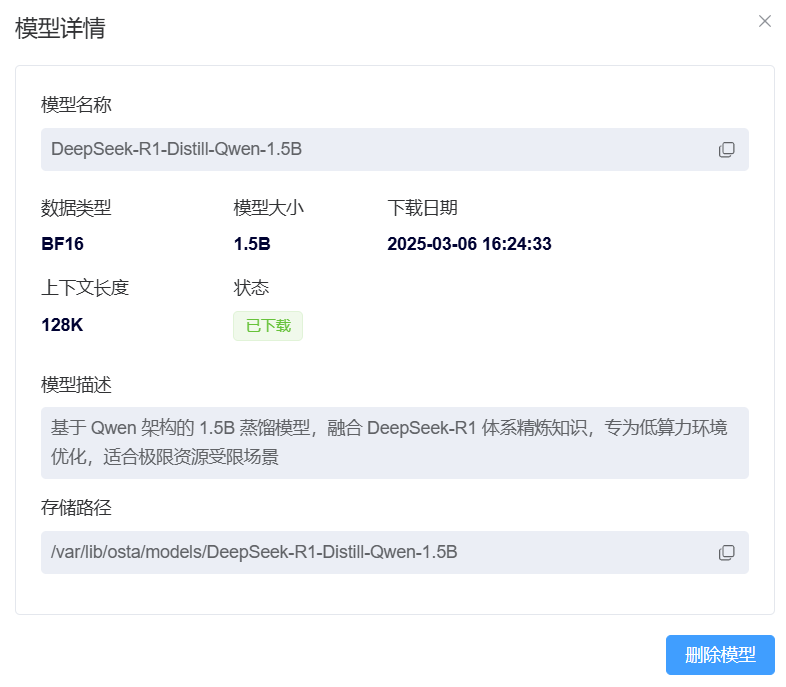 模型详情
模型名称
DeepSeek-R1-Distill-Qwen-1.5B
数据类型 模型大小 下载日期
BF16 1.5B 2025-03-06 16:24:33
上下文长度 状态
128K 已下载
模型描述
基于 Qwen 架构的 1.5B 蒸馏模型，融合 DeepSeek-R1 体系精炼知识，专为低算力环境
优化，适合极限资源受限场景
存储路径
/var/lib/osta/models/DeepSeek-R1-Distill-Qwen-1.5B
删除模型